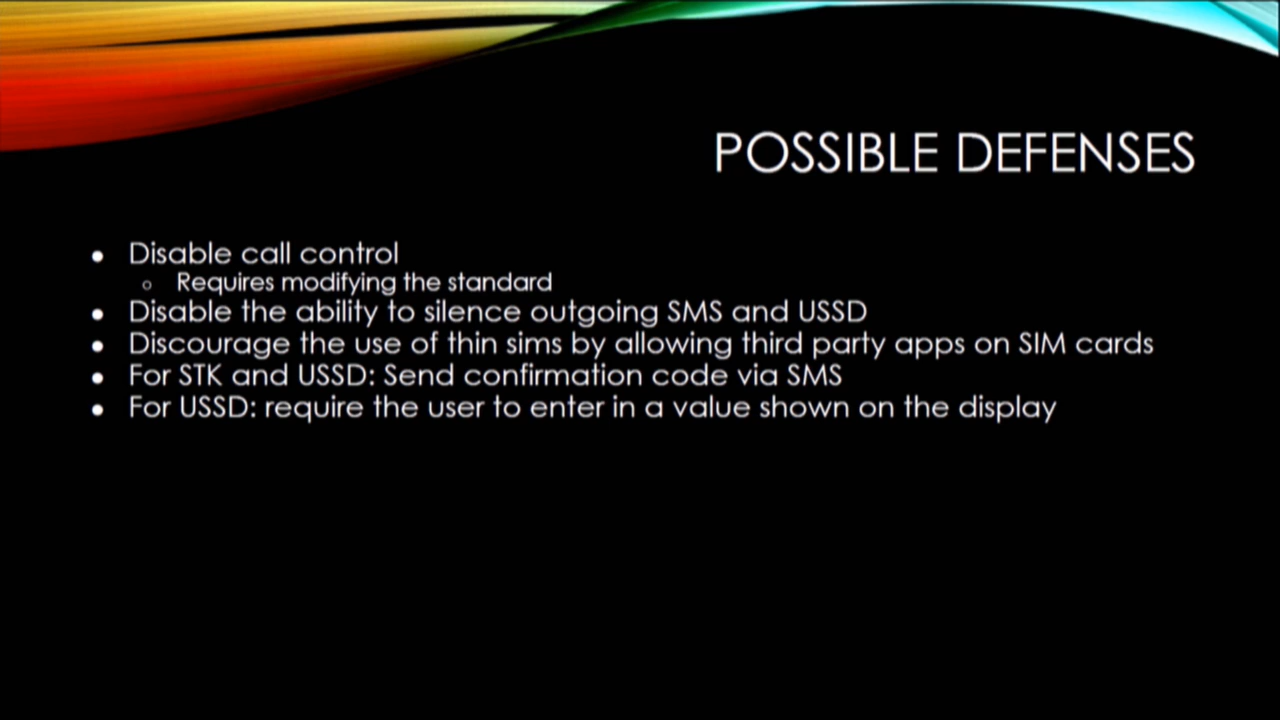 POSSIBLE DEFENSES
• Disable call control
○ Requires modifying the standard
• Disable the ability to silence outgoing SMS and USSD
• Discourage the use of thin sims by allowing third party apps on SIM cards
• For STK and USSD: Send confirmation code via SMS
• For USSD: require the user to enter in a value shown on the display